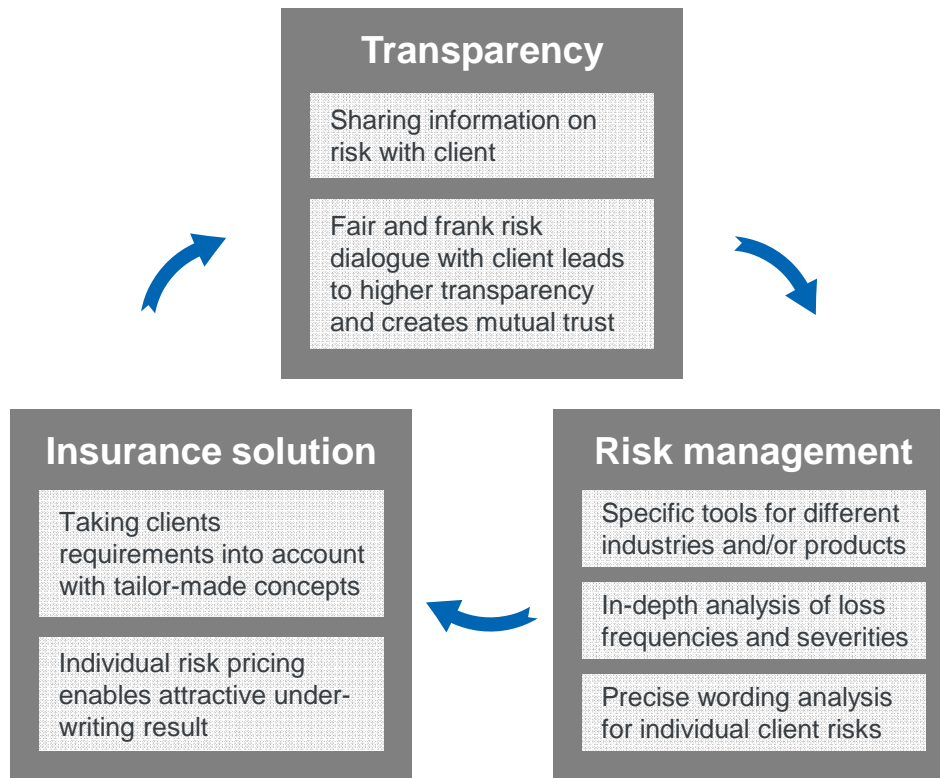 Transparency
Sharing information on
risk with client
Fair and frank risk
dialogue with client leads
to higher transparency
and creates mutual trust
Insurance solution
Taking clients
requirements into account
with tailor-made concepts
Individual risk pricing
enables attractive under-
writing result
Risk management
Specific tools for different
industries and/or products
In-depth analysis of loss
frequencies and severities
Precise wording analysis
for individual client risks